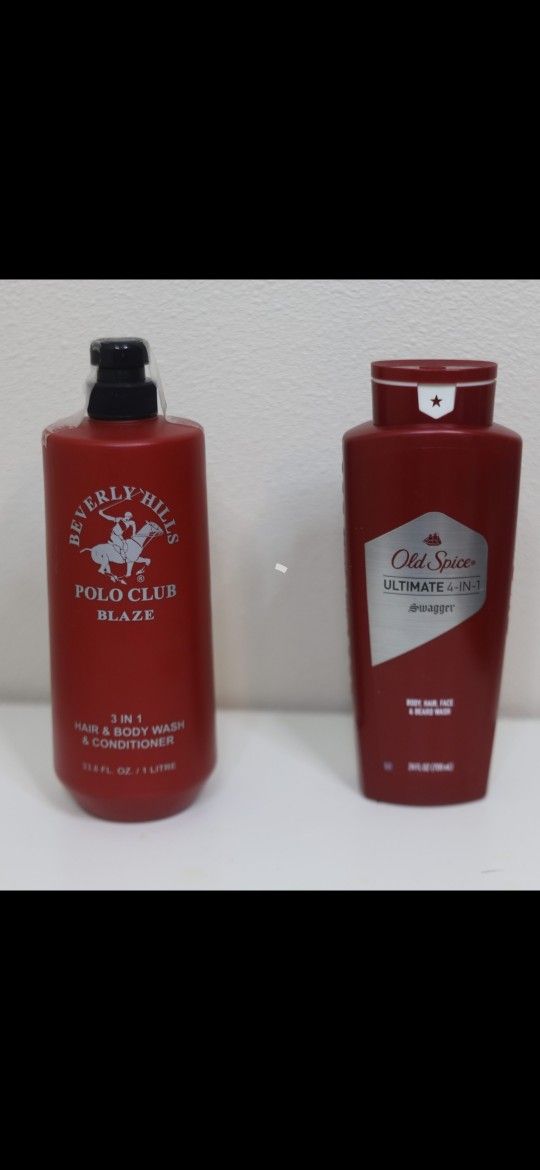 BEVERLY HILLS
POLO CLUB
BLAZE
3 IN 1
HAIR & BODY WASH
& CONDITIONER
33.8 FL. OZ. / 1 LITRE
Old Spice
ULTIMATE 4-IN-1
Swagger
BODY, HAIR, FACE
& BEARD WASH